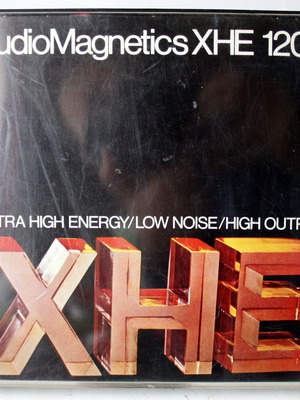 udioMagnetics XHE 120
TRA HIGH ENERGY/LOW NOISE/HIGH OUTP
XHE